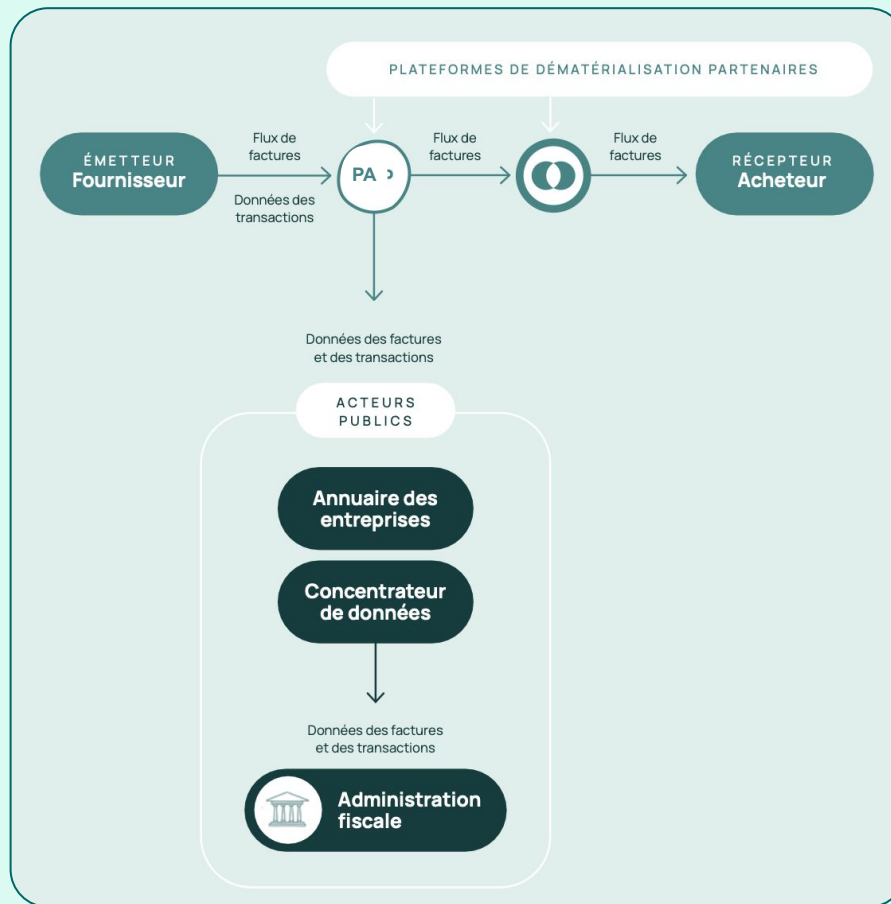 PLATEFORMES DE DÉMATÉRIALISATION PARTENAIRES
ÉMETTEUR
Fournisseur
Flux de
factures
Données des
transactions
PA
Flux de
factures
Flux de
factures
RÉCEPTEUR
Acheteur
Données des factures
et des transactions
ACTEURS
PUBLICS
Annuaire des
entreprises
Concentrateur
de données
Données des factures
et des transactions
Administration
fiscale